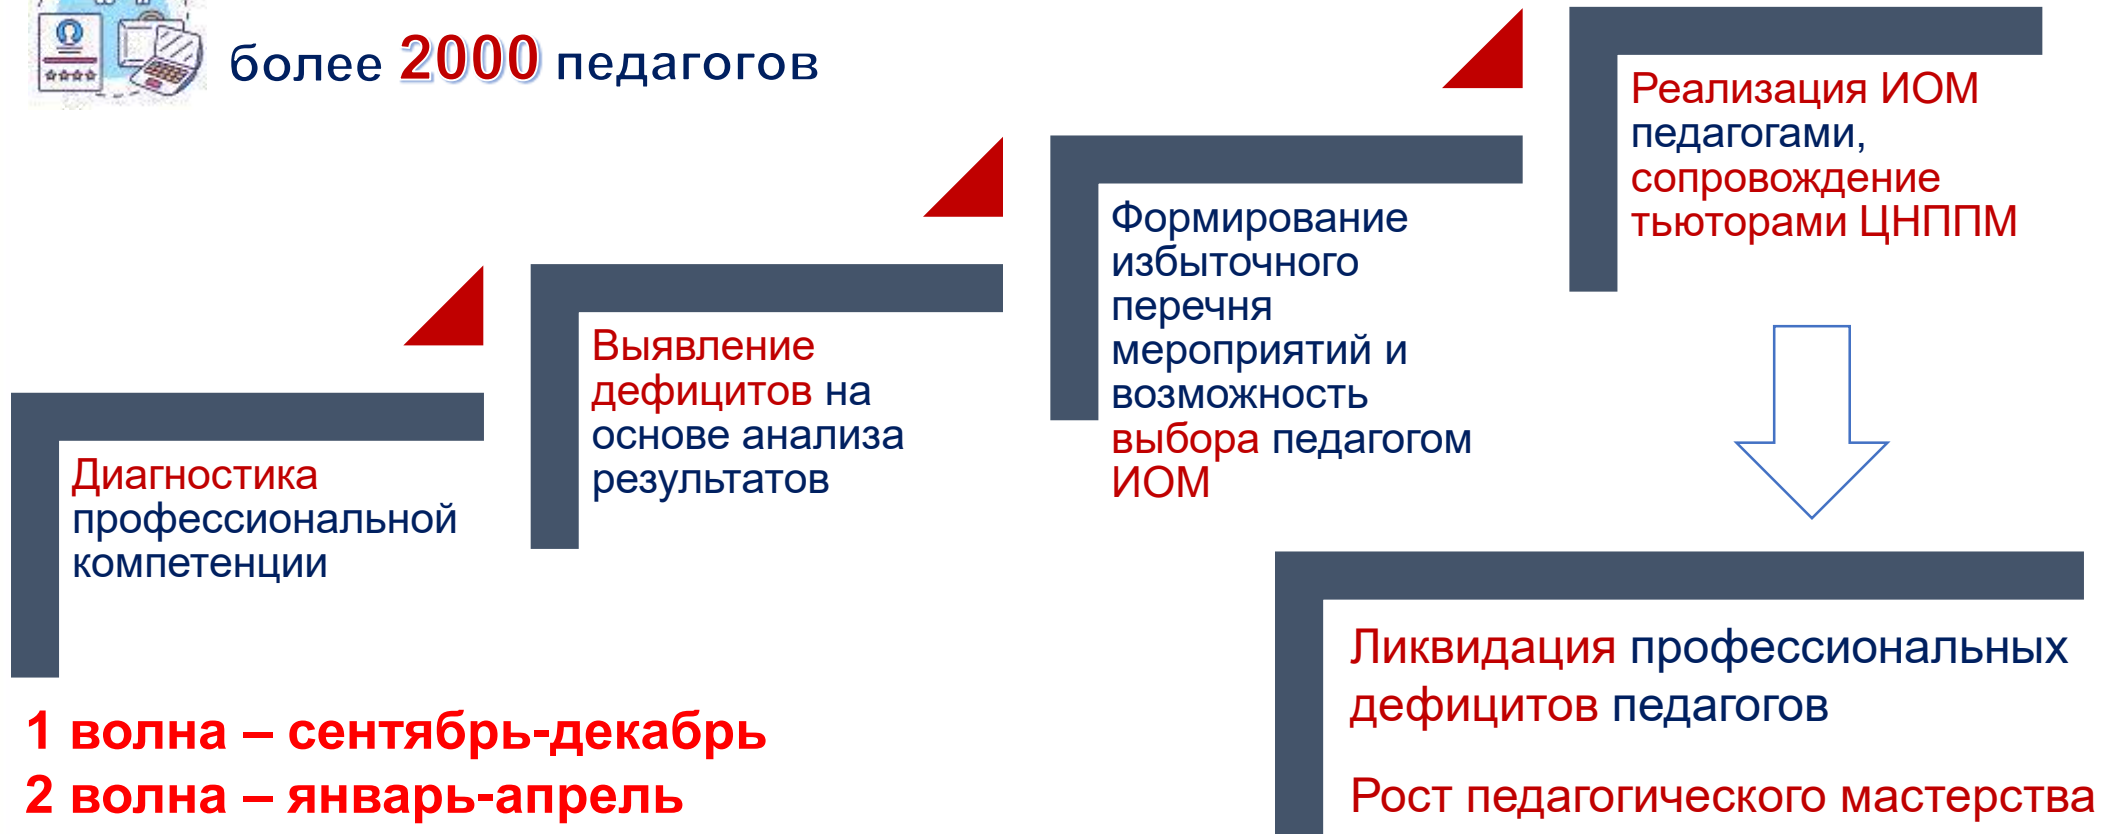 более 2000 педагогов
Диагностика
профессиональной
компетенции
Выявление
дефицитов на
основе анализа
результатов
Формирование
избыточного
перечня
мероприятий и
возможность
выбора педагогом
ИОМ
Реализация ИОМ
педагогами,
сопровождение
тьюторами ЦНППМ
Ликвидация профессиональных
дефицитов педагогов
Рост педагогического мастерства
1 волна – сентябрь-декабрь
2 волна – январь-апрель